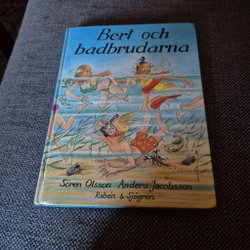 Bert och
badbrudarna
Sören Olsson Anders Jacobsson
Rabén & Sjögren